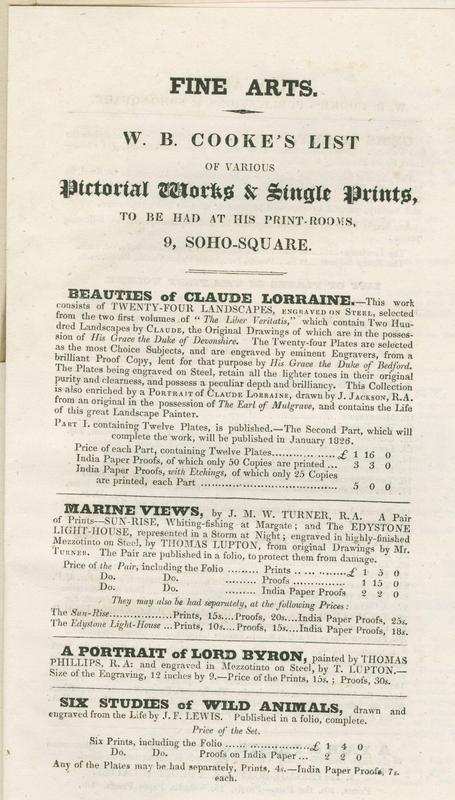 FINE ARTS.
W. B. COOKE'S LIST
OF VARIOUS
Pictorial Works & Single Prints,
TO BE HAD AT HIS PRINT-ROOMS,
9, SOHO-SQUARE.
BEAUTIES of CLAUDE LORRAINE.—This work
consists of TWENTY-FOUR LANDSCAPES, ENGRAVED ON STEEL, selected
from the two first volumes of "The Liber Veritatis," which contain Two Hun-
dred Landscapes by CLAUDE, the Original Drawings of which are in the posses-
sion of His Grace the Duke of Devonshire. The Twenty-four Plates are selected
as the most Choice Subjects, and are engraved by eminent Engravers, from a
brilliant Proof Copy, lent for that purpose by His Grace the Duke of Bedford.
The Plates being engraved on Steel, retain all the lighter tones in their original
purity and clearness, and possess a peculiar depth and brilliancy. This Collection
is also enriched by a PORTRAIT OF CLAUDE LORRAINE, drawn by J. JACKSON, R.A.
from an original in the possession of The Earl of Mulgrave, and contains the Life
of this great Landscape Painter.
PART I. containing Twelve Plates, is published.—The Second Part, which will
complete the work, will be published in January 1826.
Price of each Part, containing Twelve Plates................ £ 1 16 0
India Paper Proofs, of which only 50 Copies are printed ... 3 3 0
India Paper Proofs, with Etchings, of which only 25 Copies
are printed, each Part ........................................ 5 0 0
MARINE VIEWS, by J. M. W. TURNER, R. A. A Pair
of Prints—SUN-RISE, Whiting-fishing at Margate; and The EDYSTONE
LIGHT-HOUSE, represented in a Storm at Night; engraved in highly-finished
Mezzotinto on Steel, by THOMAS LUPTON, from original Drawings by Mr.
TURNER. The Pair are published in a folio, to protect them from damage.
Price of the Pair, including the Folio ......... Prints ............... £ 1 5 0
Do. Do. ......... Proofs ............... 1 15 0
Do. Do. ......... India Paper Proofs 2 2 0
They may also be had separately, at the following Prices:
The Sun-Rise..................Prints, 15s....Proofs, 20s....India Paper Proofs, 25s.
The Edystone Light-House ...Prints, 10s....Proofs, 15s....India Paper Proofs, 18s.
A PORTRAIT of LORD BYRON, painted by THOMAS
PHILLIPS, R. A: and engraved in Mezzotinto on Steel, by T. LUPTON.—
Size of the Engraving, 12 inches by 9.—Price of the Prints, 15s.; Proofs, 30s.
SIX STUDIES of WILD ANIMALS, drawn and
engraved from the Life by J. F. LEWIS. Published in a folio, complete.
Price of the Set.
Six Prints, including the Folio ........................ £ 1 4 0
Do. Do. Proofs on India Paper ... 2 2 0
Any of the Plates may be had separately, Prints, 4s.—India Paper Proofs, 7s.
each.